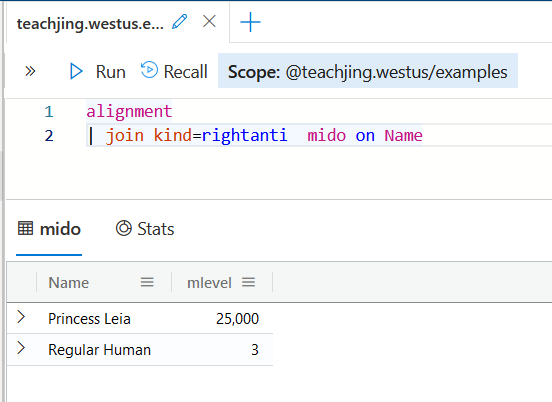 teachjing.westus.e...
Run Recall Scope: @teachjing.westus/examples
1 alignment
2 | join kind=rightanti mido on Name
mido Stats
Name mlevel
Princess Leia 25,000
Regular Human 3